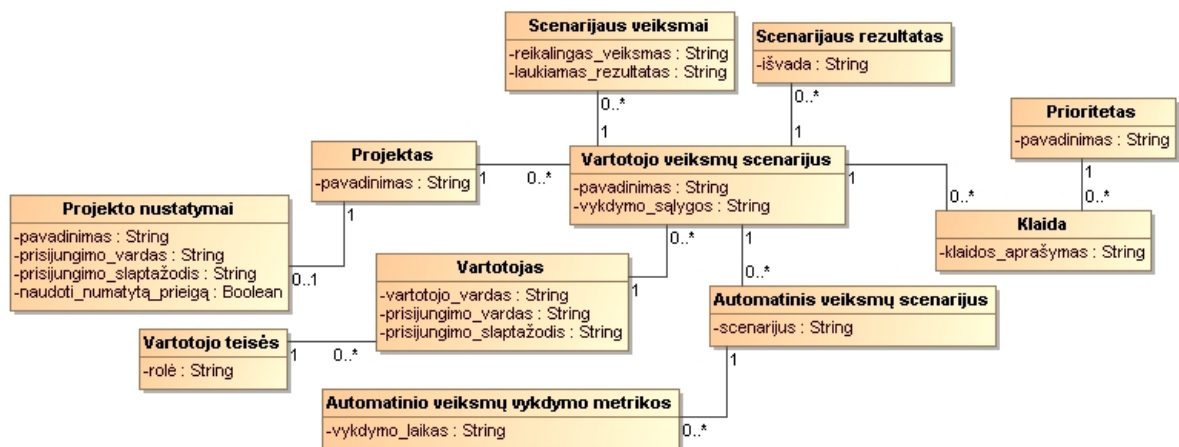 Scenarijaus veiksmai
-reikalingas_veiksmas : String
-laukiamas_rezultatas : String
Scenarijaus rezultatas
-išvada : String
0..*
0..*
1
1
Prioritetas
-pavadinimas : String
1
0..*
Projektas
-pavadinimas : String
1
0..*
1
Vartotojo veiksmų scenarijus
-pavadinimas : String
-vykdymo_sąlygos : String
1
0..*
0..*
1
Klaida
-klaidos_aprašymas : String
Projekto nustatymai
-pavadinimas : String
-prisijungimo_vardas : String
-prisijungimo_slaptažodis : String
-naudoti_numatytą_prieigą : Boolean
0..1
Vartotojas
-vartotojo_vardas : String
-prisijungimo_vardas : String
-prisijungimo_slaptažodis : String
1
0..*
0..*
Automatinis veiksmų scenarijus
-scenarijus : String
1
Vartotojo teisės
-rolė : String
1
Automatinio veiksmų vykdymo metrikos
-vykdymo_laikas : String
0..*